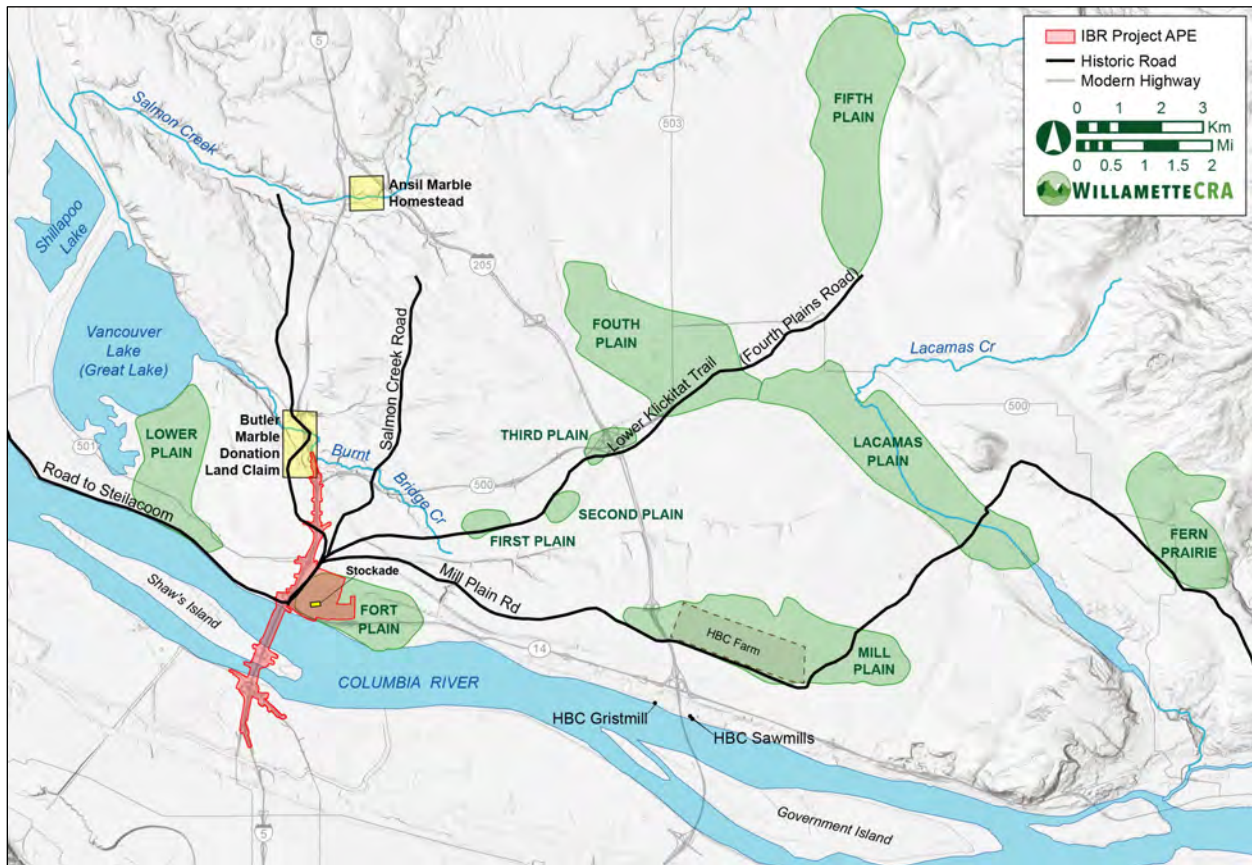 IBR Project APE
Historic Road
Modern Highway
0 1 2 3
Km
Mi
0 0.5 1 1.5 2
WILLAMETTECRA
5
Salmon Creek
503
FIFTH
PLAIN
Ansil Marble
Homestead
Shillapoo
Lake
205
Vancouver
Lake
(Great Lake)
Salmon Creek Road
FOUTH
PLAIN
Lower Klickitat Trail (Fourth Plains Road)
Lacamas Cr
500
Butler
Marble
Donation
Land Claim
LOWER
PLAIN
501
THIRD PLAIN
Burnt
Bridge Cr
LACAMAS
PLAIN
Road to Steilacoom
500
SECOND PLAIN
FIRST PLAIN
FERN
PRAIRIE
Stockade
Mill Plain Rd
Shaw's Island
FORT
PLAIN
HBC Farm
MILL
PLAIN
14
COLUMBIA RIVER
HBC Gristmill
HBC Sawmills
Government Island
5